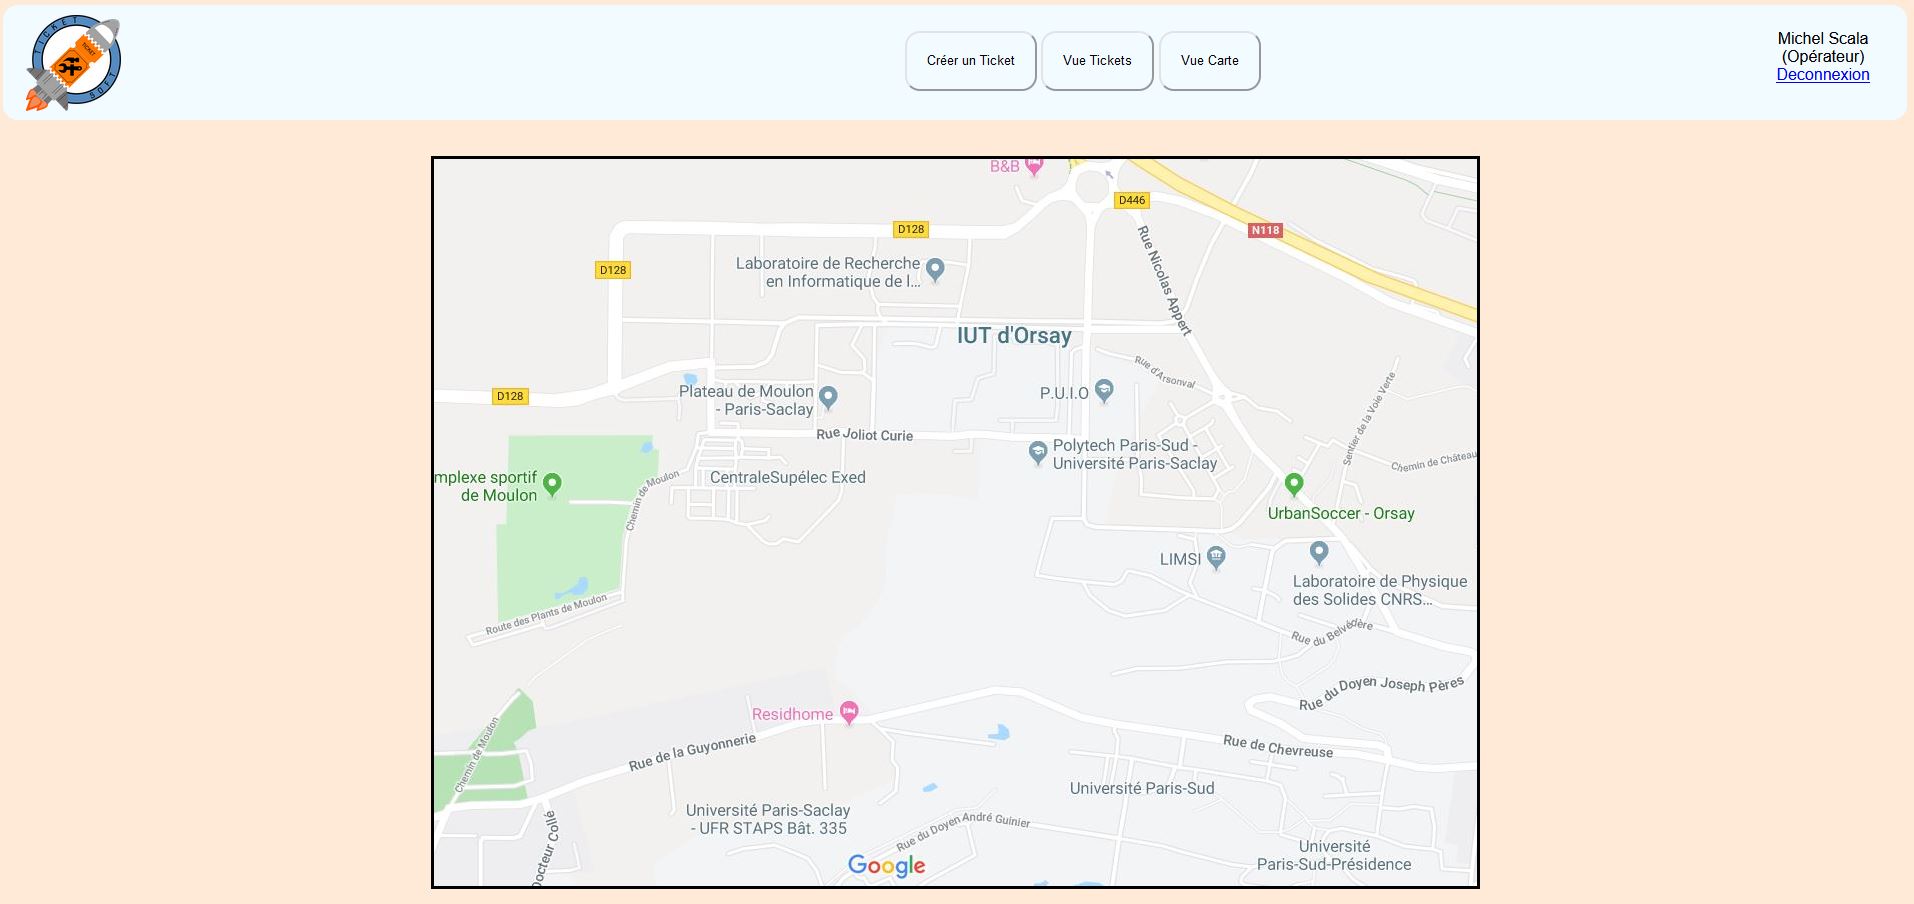 TICKET
TICKET
SOFT
Créer un Ticket
Vue Tickets
Vue Carte
Michel Scala
(Opérateur)
Deconnexion
B&B
D446
D128
N118
D128
Rue Nicolas Appert
Laboratoire de Recherche
en Informatique de l...
IUT d'Orsay
Rue d'Arsonval
Plateau de Moulon
- Paris-Saclay
P.U.I.O
D128
Sentier de la Voie Verte
Rue Joliot Curie
Polytech Paris-Sud -
Université Paris-Saclay
Chemin de Château
mplexe sportif
de Moulon
CentraleSupélec Exed
Chemin de Moulon
UrbanSoccer - Orsay
LIMSI
Laboratoire de Physique
des Solides CNRS...
Route des Plants de Moulon
Rue du Belvédère
Rue du Doyen Joseph Pères
Residhome
Rue de la Guyonnerie
Rue de Chevreuse
Chemin de Moulon
Université Paris-Sud
Université Paris-Saclay
- UFR STAPS Bât. 335
Rue du Doyen André Guinier
Docteur Collé
Université
Paris-Sud-Présidence
Google